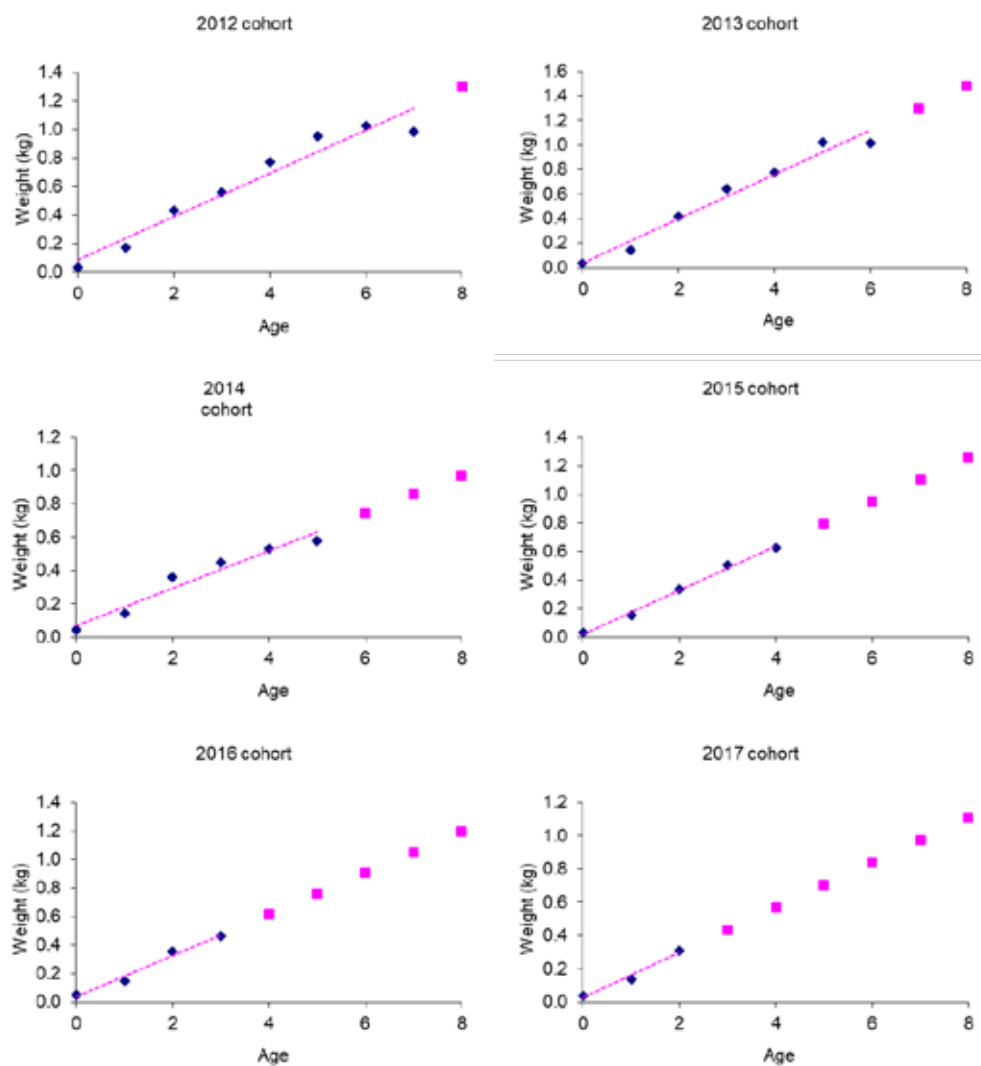 2012 cohort
Weight (kg)
1.4
1.2
1.0
0.8
0.6
0.4
0.2
0.0
0 2 4 6 8
Age
2013 cohort
Weight (kg)
1.6
1.4
1.2
1.0
0.8
0.6
0.4
0.2
0.0
0 2 4 6 8
Age
2014
cohort
Weight (kg)
1.2
1.0
0.8
0.6
0.4
0.2
0.0
0 2 4 6 8
Age
2015 cohort
Weight (kg)
1.4
1.2
1.0
0.8
0.6
0.4
0.2
0.0
0 2 4 6 8
Age
2016 cohort
Weight (kg)
1.4
1.2
1.0
0.8
0.6
0.4
0.2
0.0
0 2 4 6 8
Age
2017 cohort
Weight (kg)
1.2
1.0
0.8
0.6
0.4
0.2
0.0
0 2 4 6 8
Age